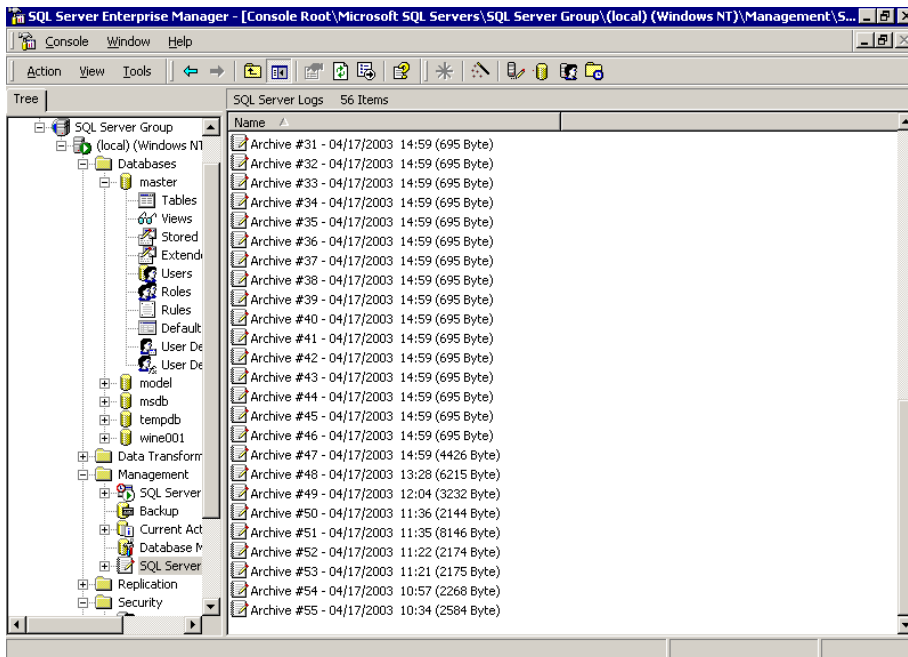 SQL Server Enterprise Manager - [Console Root\Microsoft SQL Servers\SQL Server Group\(local) (Windows NT)\Management\S...
Console Window Help
Action View Tools
Tree
SQL Server Logs 56 Items
Name
SQL Server Group
(local) (Windows NT
Databases
master
Tables
Views
Stored
Extende
Users
Roles
Rules
Default
User De
User De
model
msdb
tempdb
wine001
Data Transform
Management
SQL Server
Backup
Current Act
Database M
SQL Server
Replication
Security
Archive #31 - 04/17/2003 14:59 (695 Byte)
Archive #32 - 04/17/2003 14:59 (695 Byte)
Archive #33 - 04/17/2003 14:59 (695 Byte)
Archive #34 - 04/17/2003 14:59 (695 Byte)
Archive #35 - 04/17/2003 14:59 (695 Byte)
Archive #36 - 04/17/2003 14:59 (695 Byte)
Archive #37 - 04/17/2003 14:59 (695 Byte)
Archive #38 - 04/17/2003 14:59 (695 Byte)
Archive #39 - 04/17/2003 14:59 (695 Byte)
Archive #40 - 04/17/2003 14:59 (695 Byte)
Archive #41 - 04/17/2003 14:59 (695 Byte)
Archive #42 - 04/17/2003 14:59 (695 Byte)
Archive #43 - 04/17/2003 14:59 (695 Byte)
Archive #44 - 04/17/2003 14:59 (695 Byte)
Archive #45 - 04/17/2003 14:59 (695 Byte)
Archive #46 - 04/17/2003 14:59 (695 Byte)
Archive #47 - 04/17/2003 14:59 (4426 Byte)
Archive #48 - 04/17/2003 13:28 (6215 Byte)
Archive #49 - 04/17/2003 12:04 (3232 Byte)
Archive #50 - 04/17/2003 11:36 (2144 Byte)
Archive #51 - 04/17/2003 11:35 (8146 Byte)
Archive #52 - 04/17/2003 11:22 (2174 Byte)
Archive #53 - 04/17/2003 11:21 (2175 Byte)
Archive #54 - 04/17/2003 10:57 (2268 Byte)
Archive #55 - 04/17/2003 10:34 (2584 Byte)